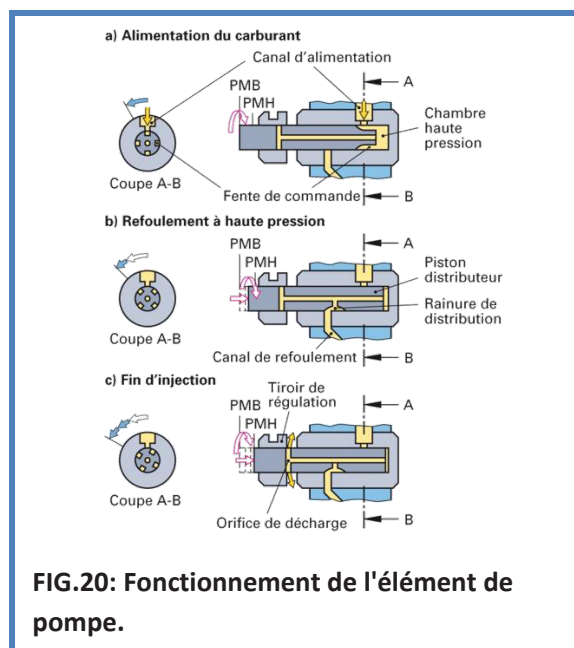 a) Alimentation du carburant
Canal d'alimentation
PMB
PMH
A
Chambre
haute
pression
Coupe A-B
Fente de commande
B
b) Refoulement à haute pression
PMB
PMH
A
Piston
distributeur
Rainure de
distribution
Coupe A-B
Canal de refoulement
B
c) Fin d'injection
Tiroir de
régulation
PMB
PMH
A
Coupe A-B
Orifice de décharge
B
FIG.20: Fonctionnement de l'élément de
pompe.